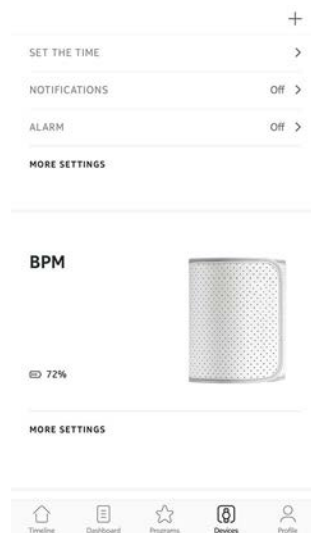 SET THE TIME
NOTIFICATIONS Off
ALARM Off
MORE SETTINGS
BPM
72%
MORE SETTINGS
Timeline Dashboard Programs Devices Profile